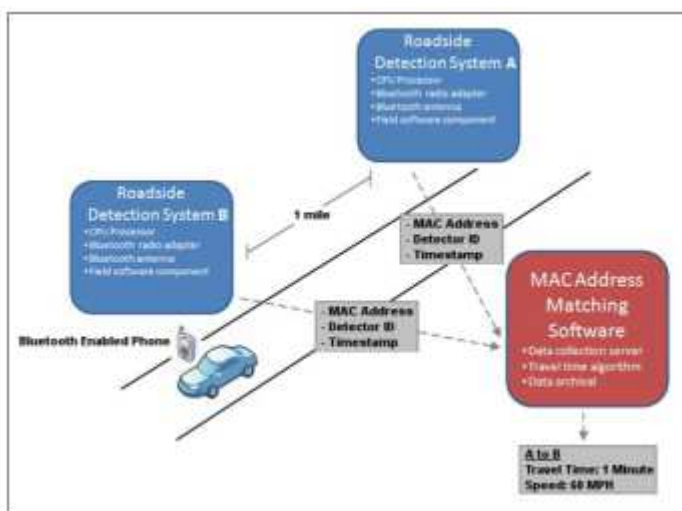 Roadside
Detection System A
•CPU Processor
•Bluetooth radio adapter
•Bluetooth antenna
•Field software component
Roadside
Detection System B
•CPU Processor
•Bluetooth radio adapter
•Bluetooth antenna
•Field software component
1 mile
- MAC Address
- Detector ID
- Timestamp
- MAC Address
- Detector ID
- Timestamp
Bluetooth Enabled Phone
MAC Address
Matching
Software
•Data collection server
•Travel time algorithm
•Data archival
A to B
Travel Time: 1 Minute
Speed: 60 MPH